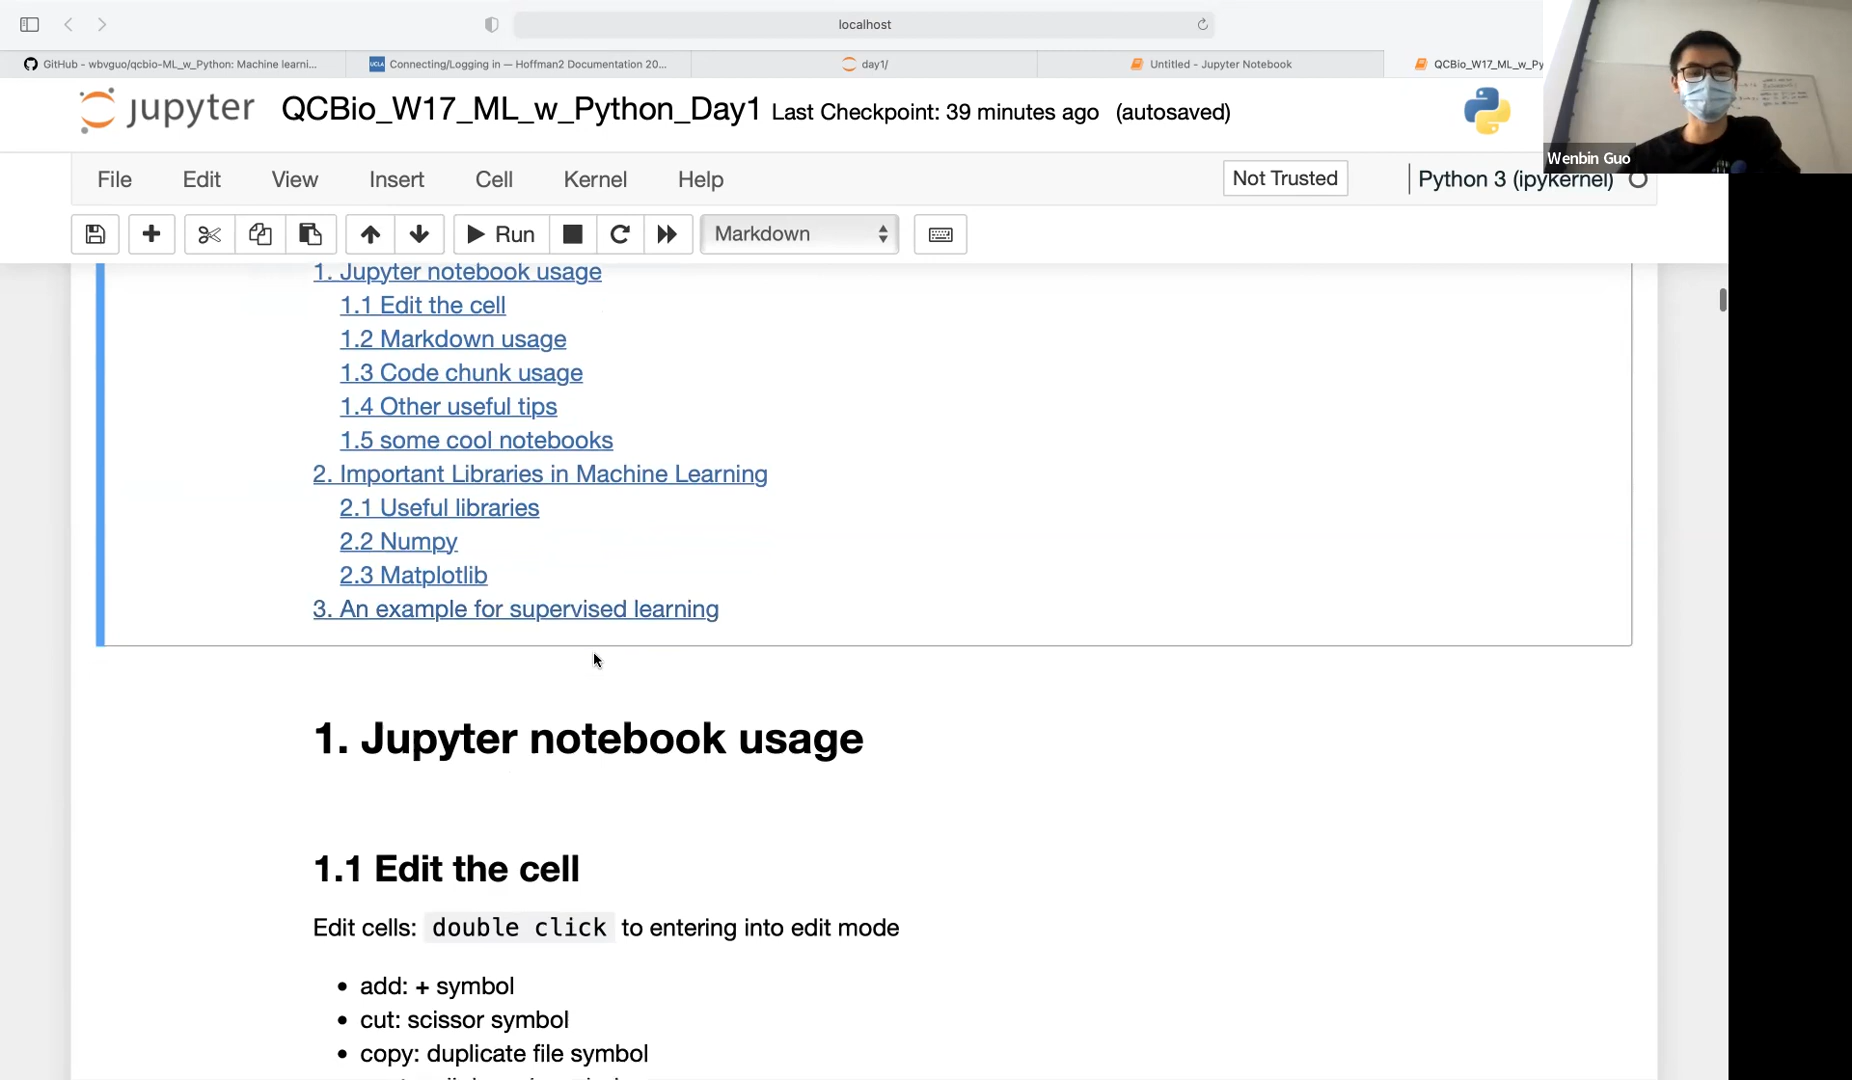 localhost
GitHub - wbvguo/qcbio-ML_w_Python: Machine learni...
UCLA Connecting/Logging in — Hoffman2 Documentation 20...
day1/
Untitled - Jupyter Notebook
QCBio_W17_ML_w_Py
jupyter QCBio_W17_ML_w_Python_Day1 Last Checkpoint: 39 minutes ago (autosaved)
Wenbin Guo
File Edit View Insert Cell Kernel Help Not Trusted Python 3 (ipykernel)
Run Markdown
1. Jupyter notebook usage
1.1 Edit the cell
1.2 Markdown usage
1.3 Code chunk usage
1.4 Other useful tips
1.5 some cool notebooks
2. Important Libraries in Machine Learning
2.1 Useful libraries
2.2 Numpy
2.3 Matplotlib
3. An example for supervised learning
1. Jupyter notebook usage
1.1 Edit the cell
Edit cells: double click to entering into edit mode
• add: + symbol
• cut: scissor symbol
• copy: duplicate file symbol